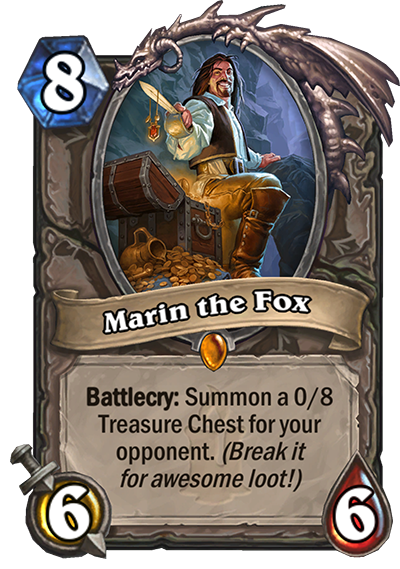 8
Marin the Fox
Battlecry: Summon a 0/8
Treasure Chest for your
opponent. (Break it
for awesome loot!)
6
6